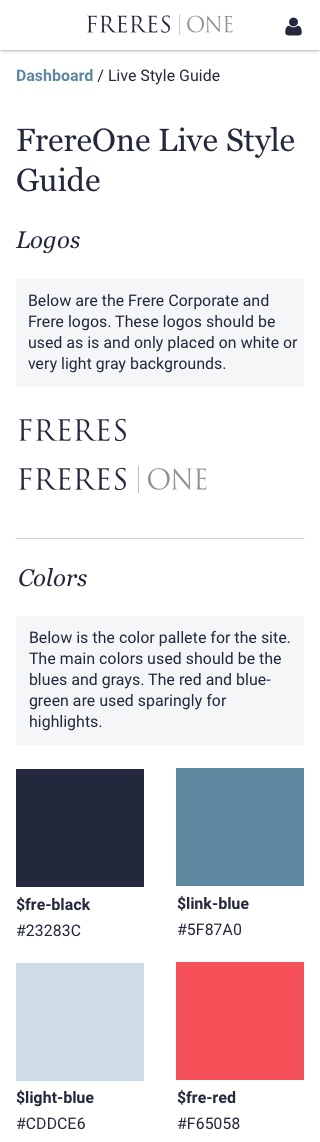 FRERES | ONE
Dashboard / Live Style Guide
FrereOne Live Style
Guide
Logos
Below are the Frere Corporate and
Frere logos. These logos should be
used as is and only placed on white or
very light gray backgrounds.
FRERES
FRERES | ONE
Colors
Below is the color pallete for the site.
The main colors used should be the
blues and grays. The red and blue-
green are used sparingly for
highlights.
$fre-black
#23283C
$link-blue
#5F87A0
$light-blue
#CDDCE6
$fre-red
#F65058